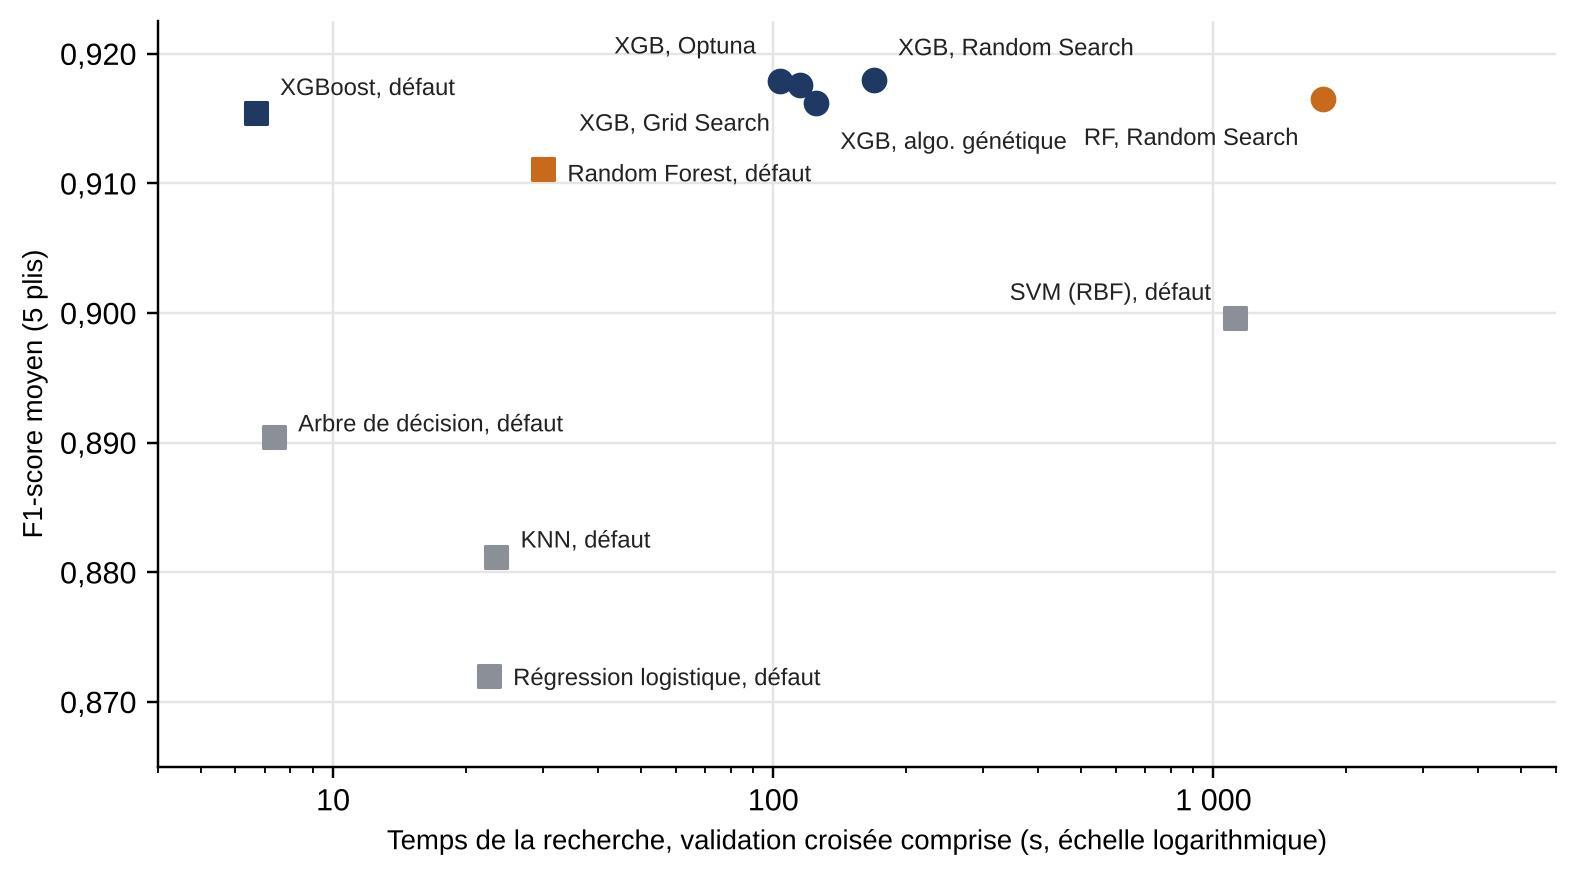 0,920
0,910
0,900
0,890
0,880
0,870
F1-score moyen (5 plis)
XGB, Optuna
XGB, Random Search
XGBoost, défaut
XGB, Grid Search
XGB, algo. génétique
RF, Random Search
Random Forest, défaut
SVM (RBF), défaut
Arbre de décision, défaut
KNN, défaut
Régression logistique, défaut
10
100
1 000
Temps de la recherche, validation croisée comprise (s, échelle logarithmique)